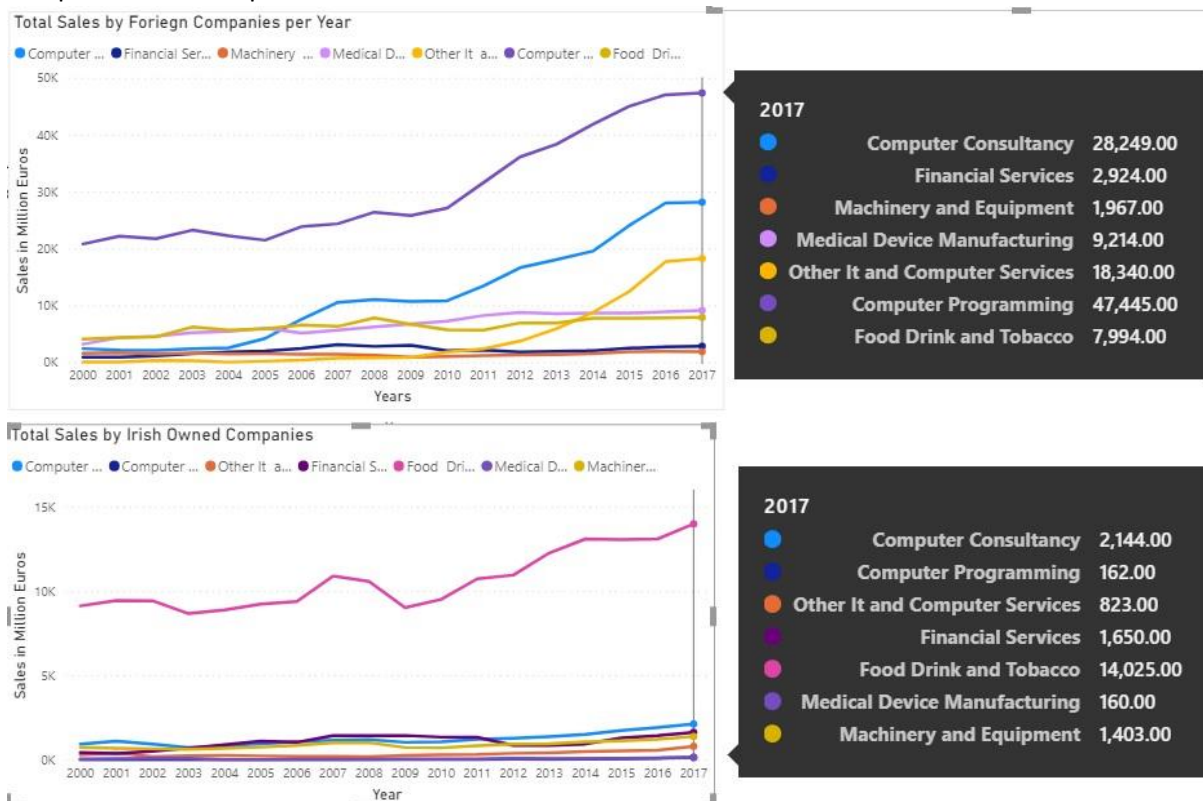 Total Sales by Foriegn Companies per Year
Computer ... Financial Ser... Machinery ... Medical D... Other It a... Computer ... Food Dri...
Sales in Million Euros
50K
40K
30K
20K
10K
0K
2000 2001 2002 2003 2004 2005 2006 2007 2008 2009 2010 2011 2012 2013 2014 2015 2016 2017
Years
2017
Computer Consultancy 28,249.00
Financial Services 2,924.00
Machinery and Equipment 1,967.00
Medical Device Manufacturing 9,214.00
Other It and Computer Services 18,340.00
Computer Programming 47,445.00
Food Drink and Tobacco 7,994.00
Total Sales by Irish Owned Companies
Computer ... Computer ... Other It a... Financial S... Food Dri... Medical D... Machiner...
Sales in Million Euros
15K
10K
5K
0K
2000 2001 2002 2003 2004 2005 2006 2007 2008 2009 2010 2011 2012 2013 2014 2015 2016 2017
Year
2017
Computer Consultancy 2,144.00
Computer Programming 162.00
Other It and Computer Services 823.00
Financial Services 1,650.00
Food Drink and Tobacco 14,025.00
Medical Device Manufacturing 160.00
Machinery and Equipment 1,403.00